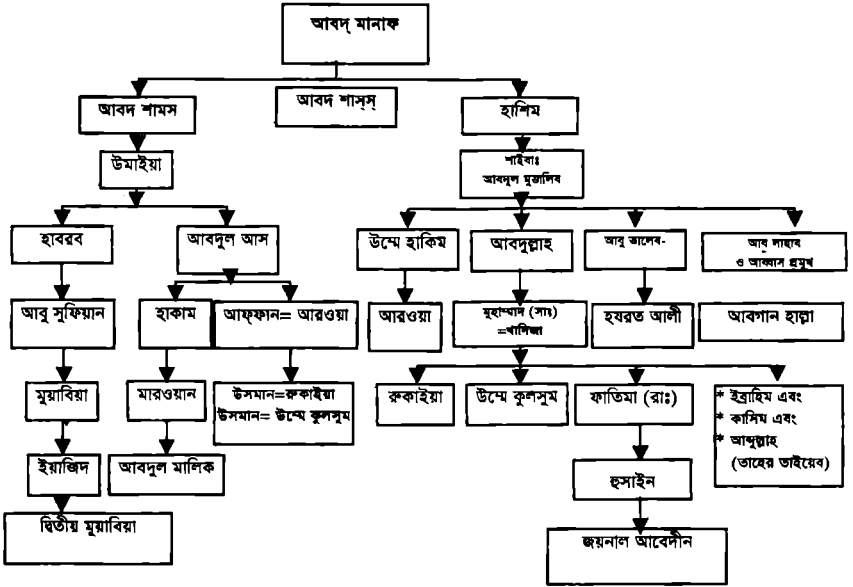 আবদ্ মানাফ
আবদ শামস
আবদ শাস্স্
হাশিম
উমাইয়া
শাইবাঃ
আবদুল মুত্তালিব
হাবরব
আবদুল আস
উম্মে হাকিম
আবদুল্লাহ
আবু তালেব-
আবু লাহাব
ও আব্বাস প্রমুখ
আবু সুফিয়ান
হাকাম
আফ্ফান= আরওয়া
আরওয়া
মুহাম্মাদ (সাঃ)
=খাদিজা
হযরত আলী
আবগান হাল্লা
মুয়াবিয়া
মারওয়ান
উসমান=রুকাইয়া
উসমান= উম্মে কুলসুম
রুকাইয়া
উম্মে কুলসুম
ফাতিমা (রাঃ)
* ইব্রাহিম এবং
* কাসিম এবং
* আব্দুল্লাহ
(তাহের তাইয়েব)
ইয়াজিদ
আবদুল মালিক
হুসাইন
দ্বিতীয় মুয়াবিয়া
জয়নাল আবেদীন